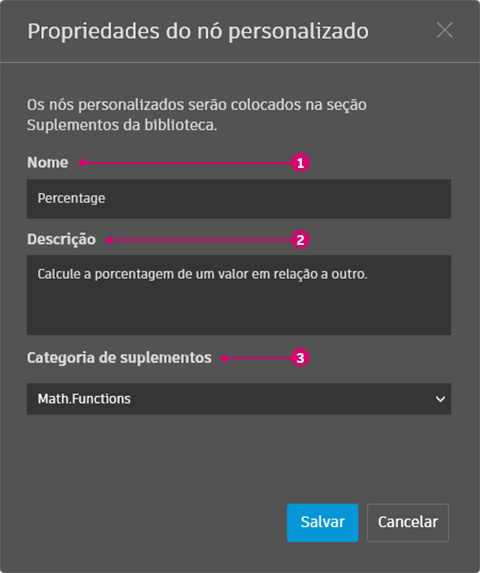 Propriedades do nó personalizado
Os nós personalizados serão colocados na seção
Suplementos da biblioteca.
Nome 1
Percentage
Descrição 2
Calcule a porcentagem de um valor em relação a outro.
Categoria de suplementos 3
Math.Functions
Salvar Cancelar